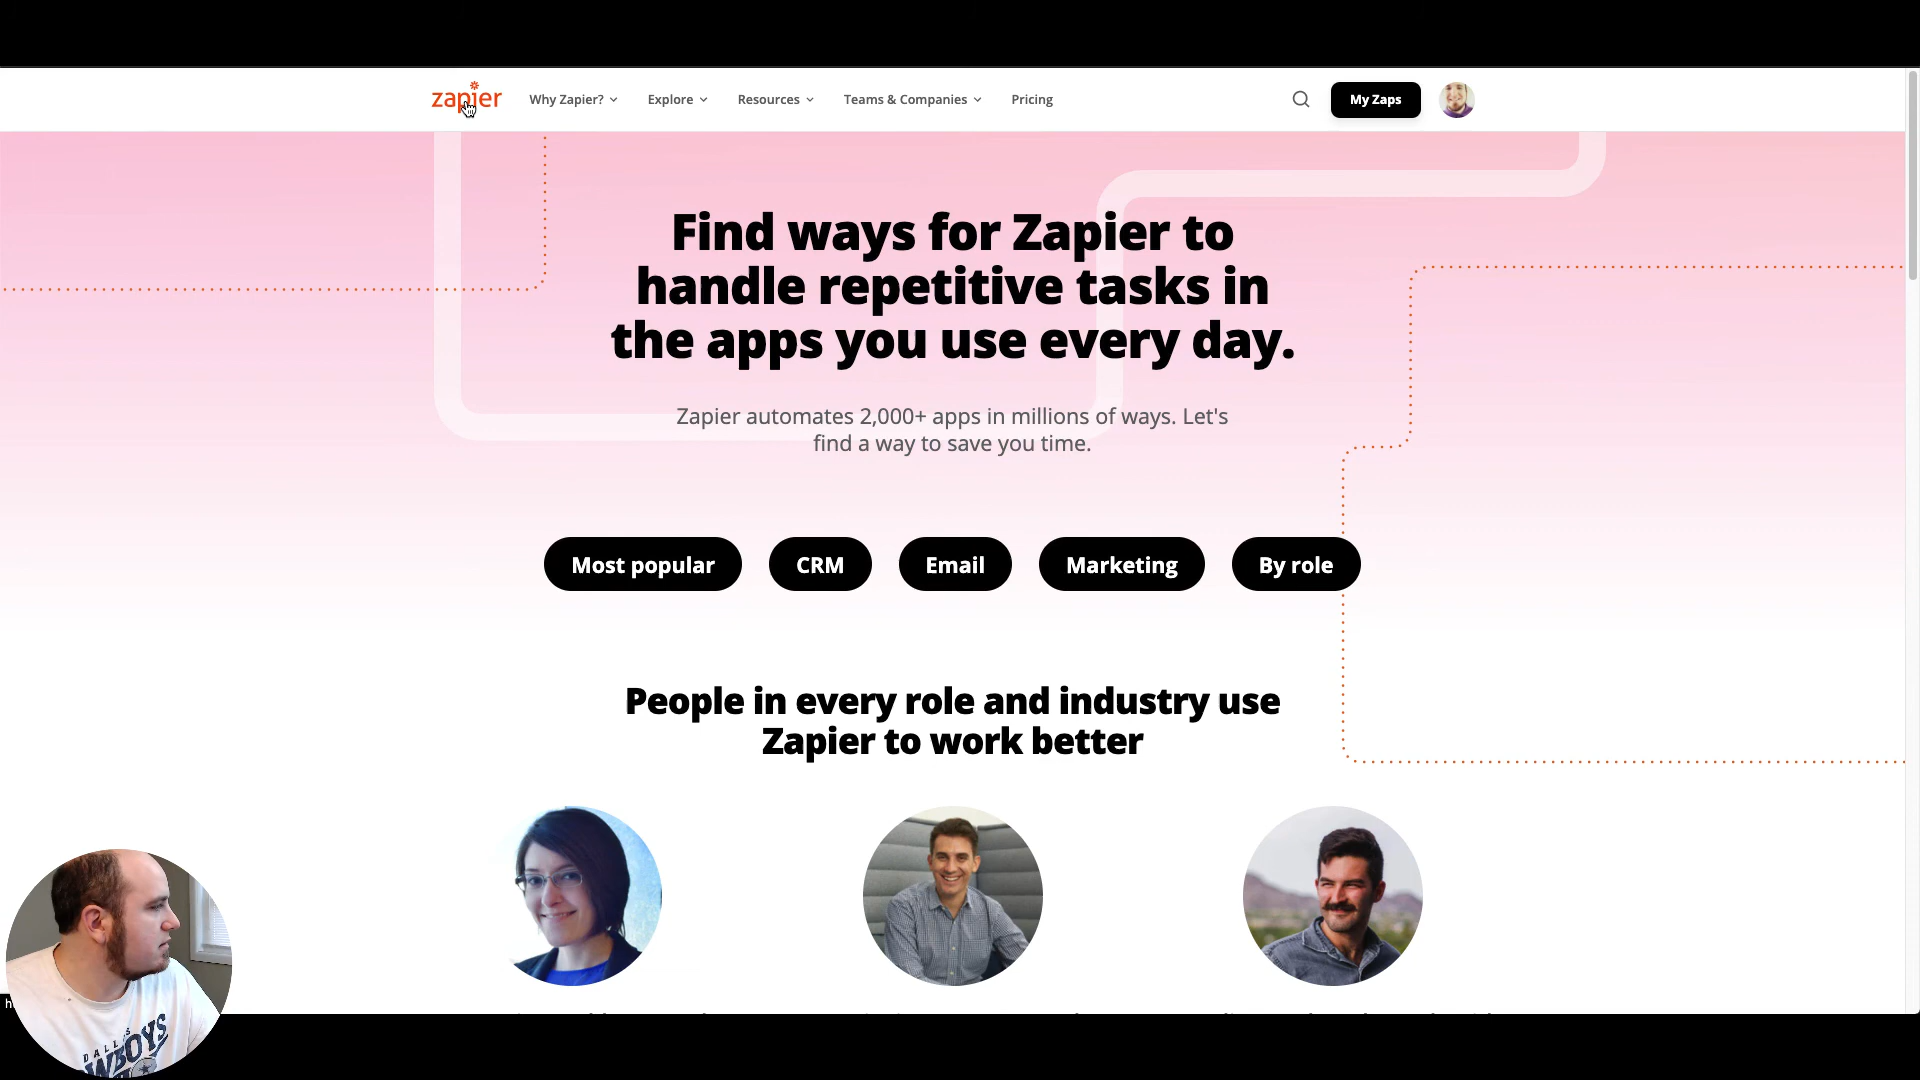 zapier
Why Zapier?
Explore
Resources
Teams & Companies
Pricing
My Zaps
Find ways for Zapier to
handle repetitive tasks in
the apps you use every day.
Zapier automates 2,000+ apps in millions of ways. Let's
find a way to save you time.
Most popular
CRM
Email
Marketing
By role
People in every role and industry use
Zapier to work better